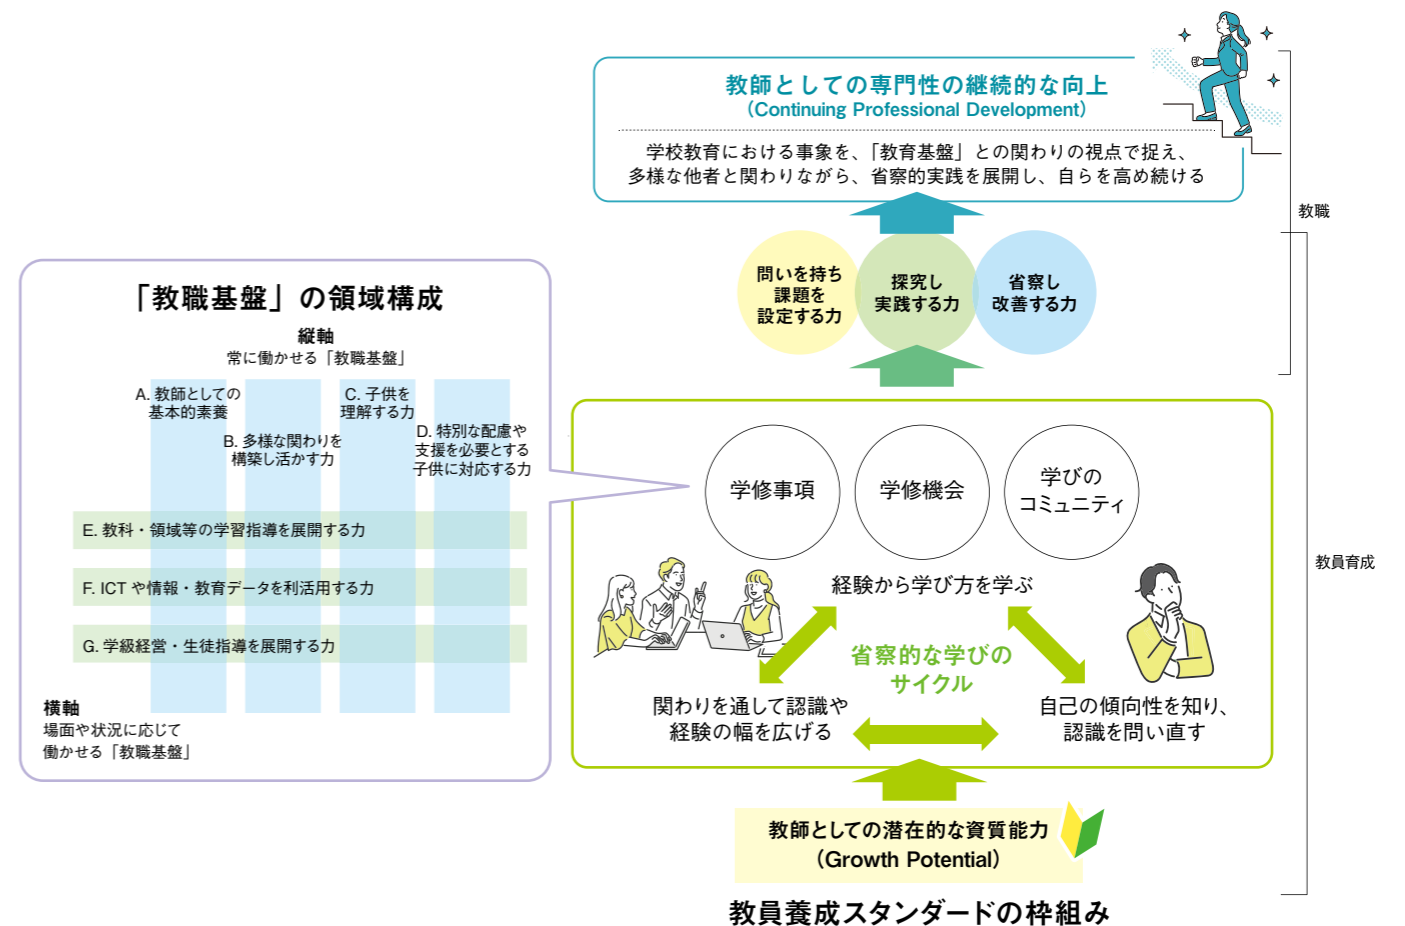 教師としての専門性の継続的な向上
（Continuing Professional Development）
学校教育における事象を、「教育基盤」との関わりの視点で捉え、
多様な他者と関わりながら、省察的実践を展開し、自らを高め続ける
教職
問いを持ち
課題を
設定する力
探究し
実践する力
省察し
改善する力
「教職基盤」の領域構成
縦軸
常に働かせる「教職基盤」
A. 教師としての
基本的素養
B. 多様な関わりを
構築し活かす力
C. 子供を
理解する力
D. 特別な配慮や
支援を必要とする
子供に対応する力
E. 教科・領域等の学習指導を展開する力
F. ICT や情報・教育データを利活用する力
G. 学級経営・生徒指導を展開する力
横軸
場面や状況に応じて
働かせる「教職基盤」
学修事項
学修機会
学びの
コミュニティ
経験から学び方を学ぶ
省察的な学びの
サイクル
関わりを通して認識や
経験の幅を広げる
自己の傾向性を知り、
認識を問い直す
教員育成
教師としての潜在的な資質能力
（Growth Potential）
教員養成スタンダードの枠組み